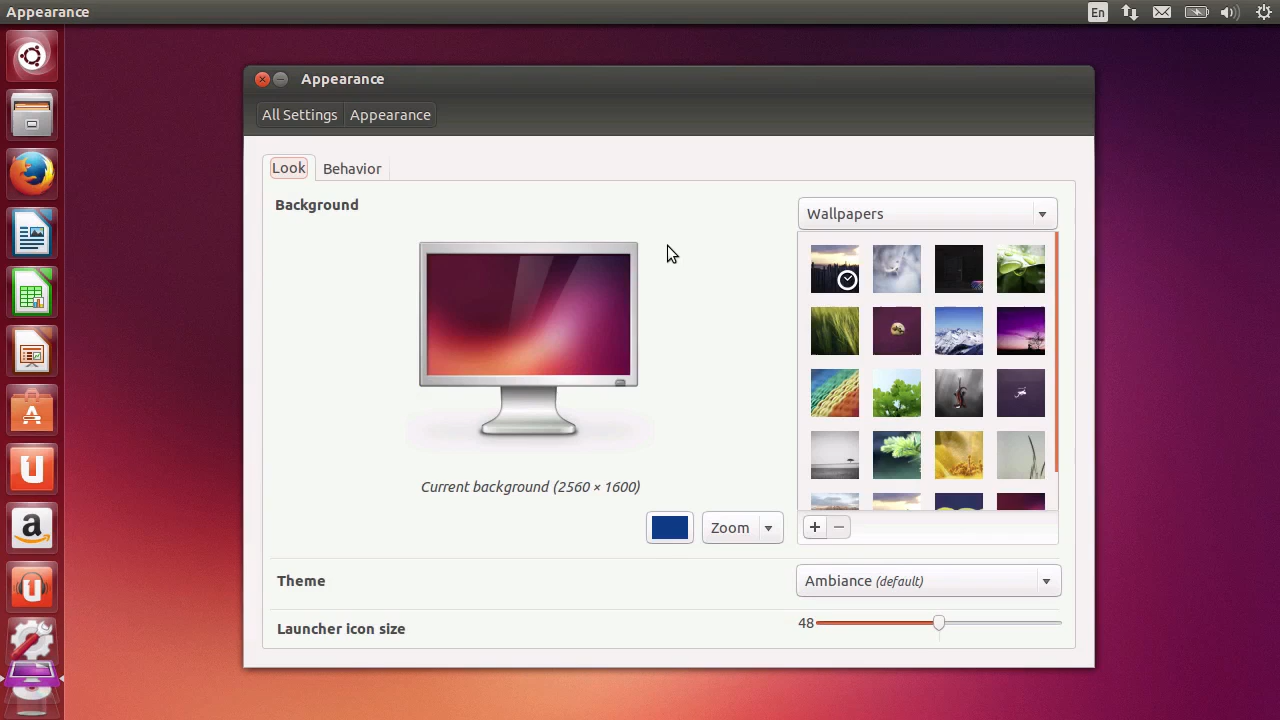 Appearance
En
Appearance
All Settings Appearance
Look Behavior
Background
Wallpapers
Current background (2560 × 1600)
Zoom
+ −
Theme
Ambiance (default)
Launcher icon size
48